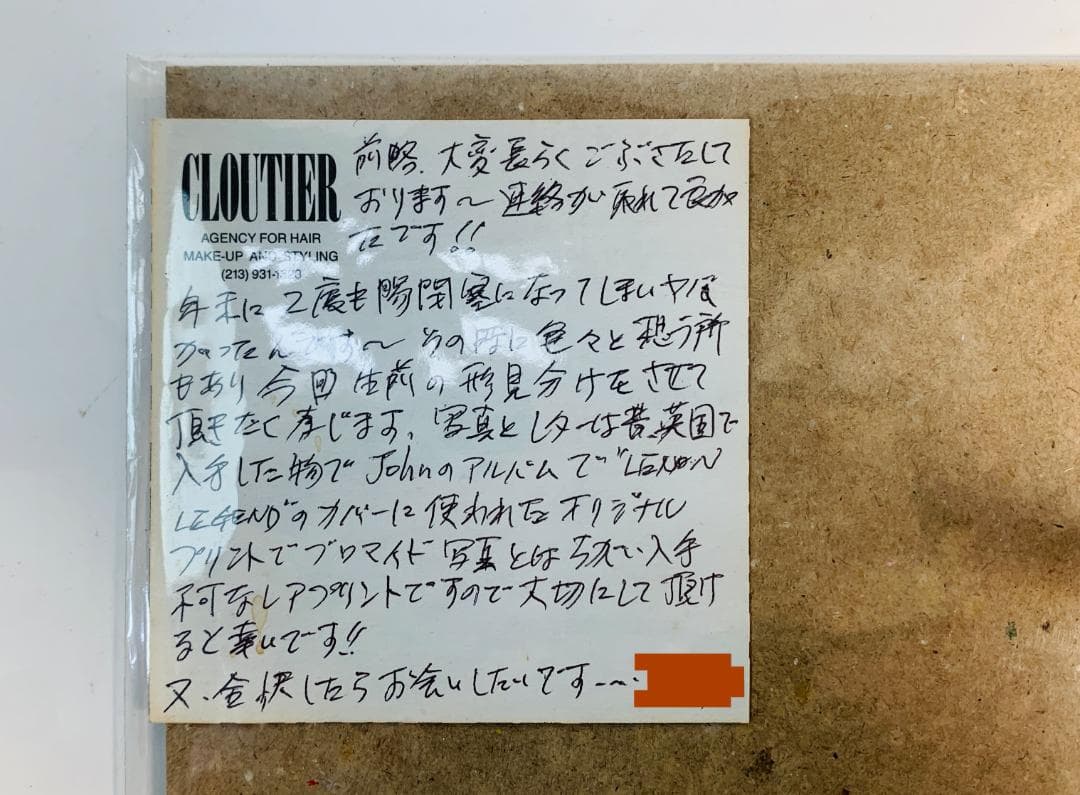 CLOUTIER
AGENCY FOR HAIR
MAKE-UP AND STYLING
(213) 931-1323
前略、大変長らくごぶさたして
おります〜連絡が取れて良かっ
たです!!
年末に2度も腸閉塞になってしまいヤバ
かったんです〜その時に色々と想う所
もあり今回生前の形見分けをさせて
頂きたく存じます。写真とレターは昔、英国で
入手した物でJohnのアルバムで"LENNON
LEGEND"のカバーに使われたオリジナル
プリントでブロマイド写真とはちがい入手
不可なレアプリントですので大切にして頂け
ると幸いです!!
又、全快したらお会いしたいです〜